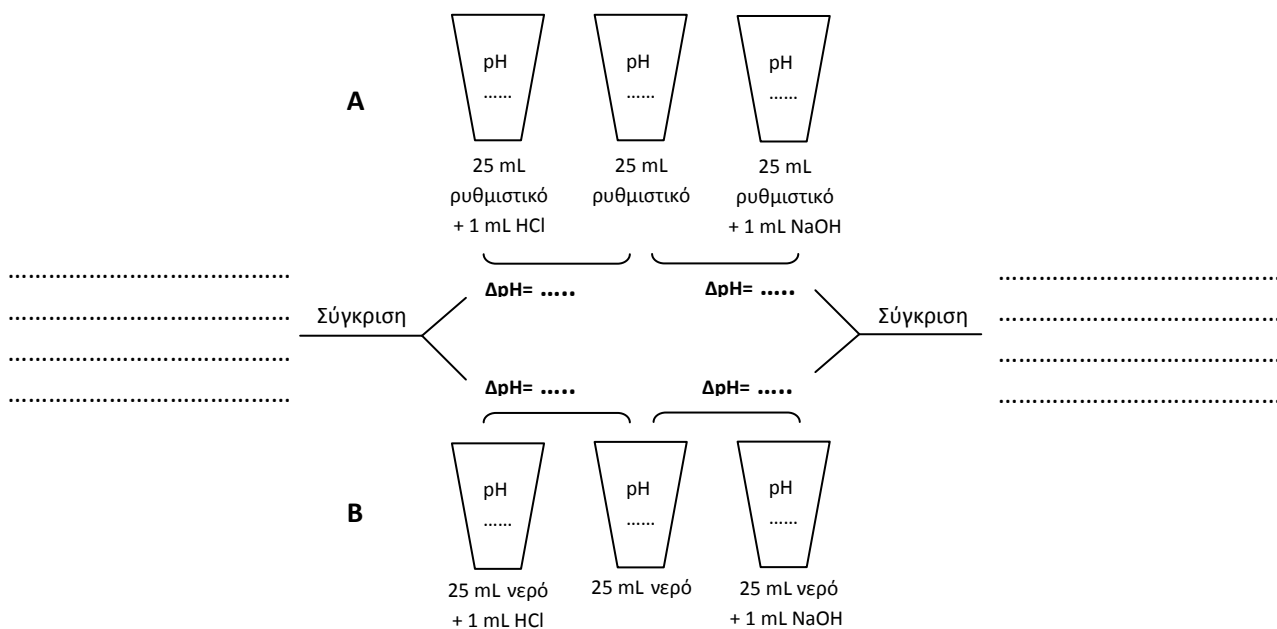 pH pH pH
...... ...... ......
A
25 mL 25 mL 25 mL
ρυθμιστικό ρυθμιστικό ρυθμιστικό
+ 1 mL HCl + 1 mL NaOH
........................................ ........................................
ΔpH= ..... ΔpH= .....
........................................ Σύγκριση Σύγκριση ........................................
........................................ ........................................
ΔpH= ..... ΔpH= .....
........................................ ........................................
pH pH pH
B
...... ...... ......
25 mL νερό 25 mL νερό 25 mL νερό
+ 1 mL HCl + 1 mL NaOH